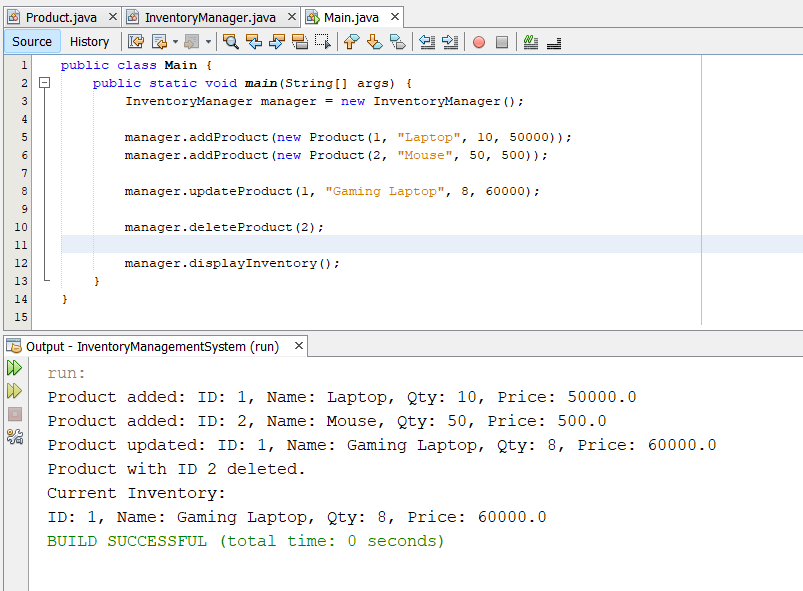 Product.java InventoryManager.java Main.java
Source History
1 public class Main {
2     public static void main(String[] args) {
3         InventoryManager manager = new InventoryManager();
4
5         manager.addProduct(new Product(1, "Laptop", 10, 50000));
6         manager.addProduct(new Product(2, "Mouse", 50, 500));
7
8         manager.updateProduct(1, "Gaming Laptop", 8, 60000);
9
10         manager.deleteProduct(2);
11
12         manager.displayInventory();
13     }
14 }
15
Output - InventoryManagementSystem (run)
run:
Product added: ID: 1, Name: Laptop, Qty: 10, Price: 50000.0
Product added: ID: 2, Name: Mouse, Qty: 50, Price: 500.0
Product updated: ID: 1, Name: Gaming Laptop, Qty: 8, Price: 60000.0
Product with ID 2 deleted.
Current Inventory:
ID: 1, Name: Gaming Laptop, Qty: 8, Price: 60000.0
BUILD SUCCESSFUL (total time: 0 seconds)